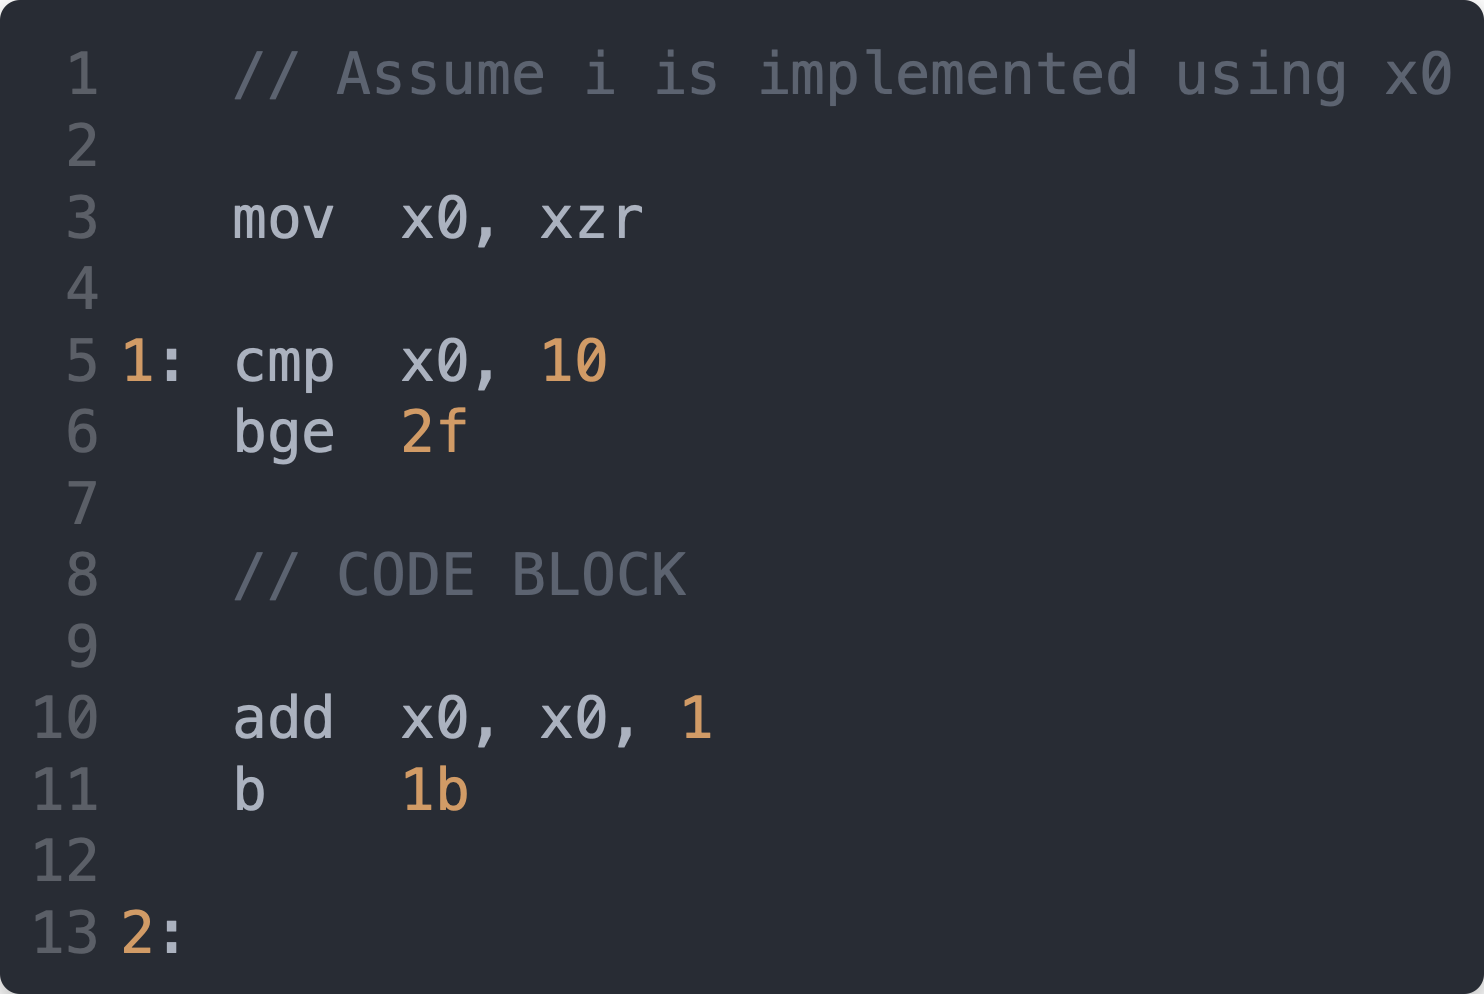 1 // Assume i is implemented using x0
2
3 mov x0, xzr
4
5 1: cmp x0, 10
6 bge 2f
7
8 // CODE BLOCK
9
10 add x0, x0, 1
11 b 1b
12
13 2: